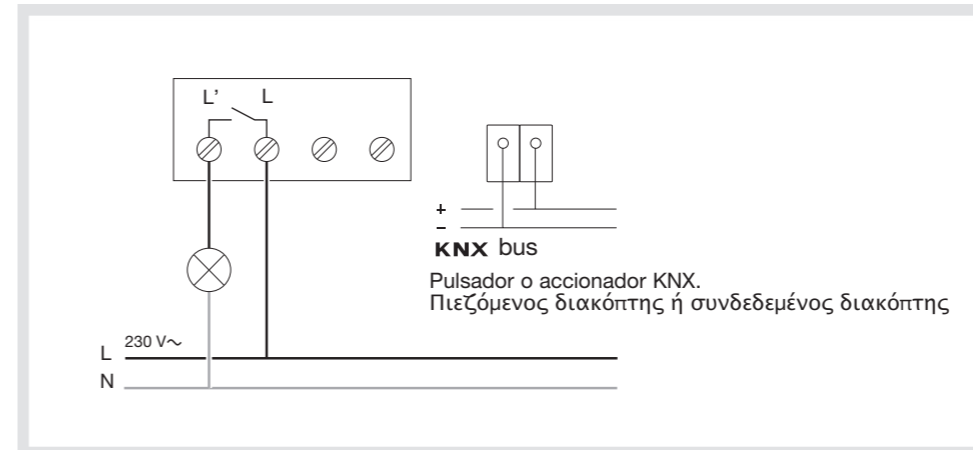 L' L
+
–
KNX bus
Pulsador o accionador KNX.
Πιεζόμενος διακόπτης ή συνδεδεμένος διακόπτης
230 V~
L
N